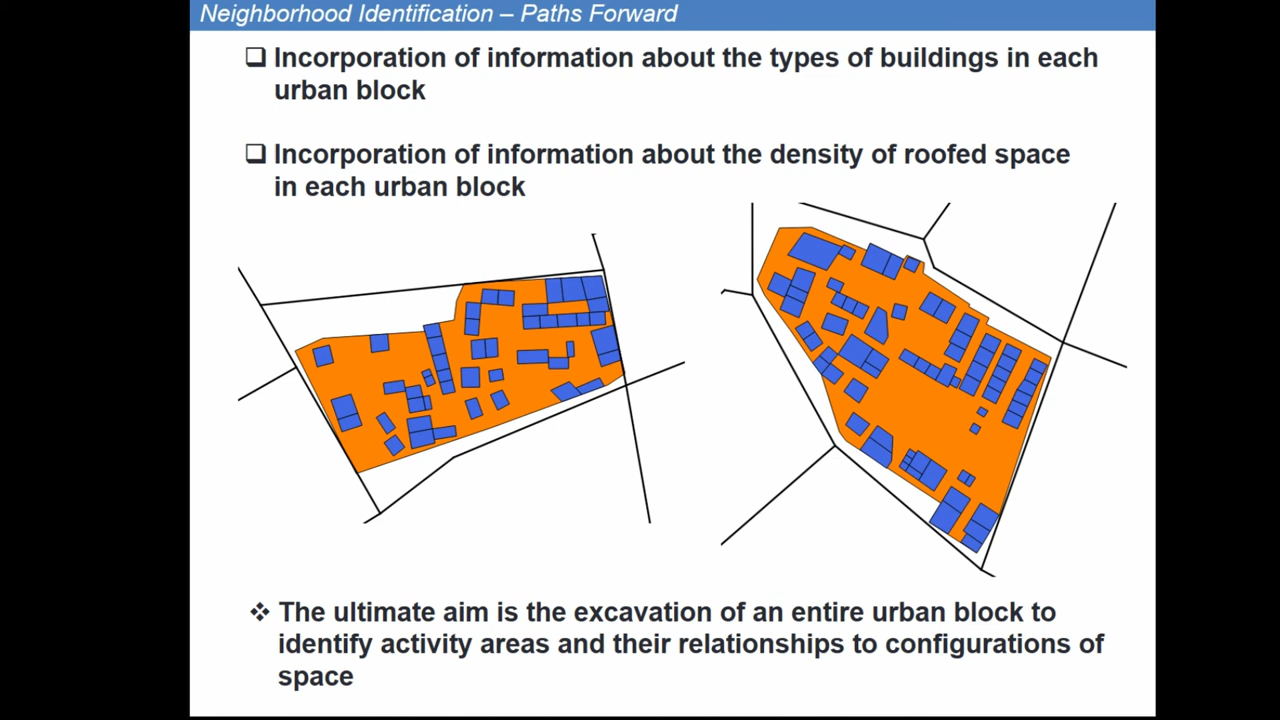 Neighborhood Identification – Paths Forward
❑ Incorporation of information about the types of buildings in each
urban block
❑ Incorporation of information about the density of roofed space
in each urban block
❖ The ultimate aim is the excavation of an entire urban block to
identify activity areas and their relationships to configurations of
space